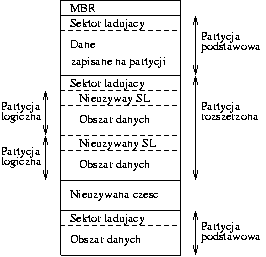 MBR
Sektor ladujacy
Dane
zapisane na partycji
Partycja
podstawowa
Sektor ladujacy
Nieuzyway SL
Obszar danych
Partycja
logiczna
Nieuzywany SL
Obszar danych
Partycja
logiczna
Partycja
rozszerzona
Nieuzywana czesc
Sektor ladujacy
Obszar danych
Partycja
podstawowa